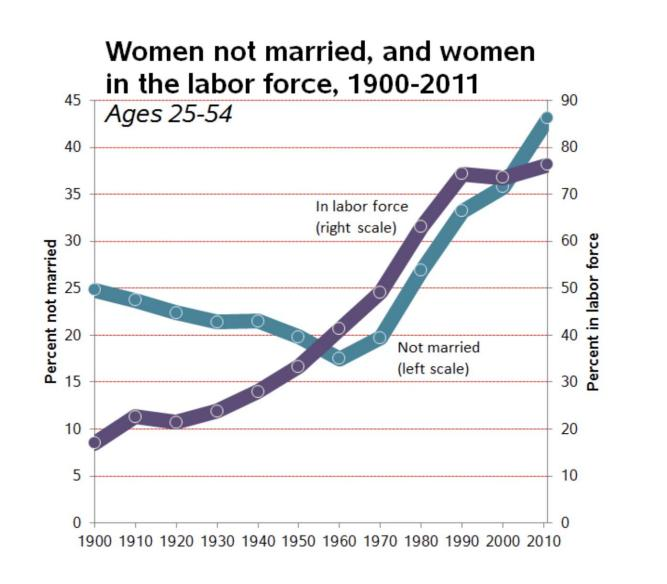 Women not married, and women
in the labor force, 1900-2011
Ages 25-54
45
40
35
30
25
20
15
10
5
0
Percent not married
90
80
70
60
50
40
30
20
10
0
Percent in labor force
In labor force
(right scale)
Not married
(left scale)
1900 1910 1920 1930 1940 1950 1960 1970 1980 1990 2000 2010